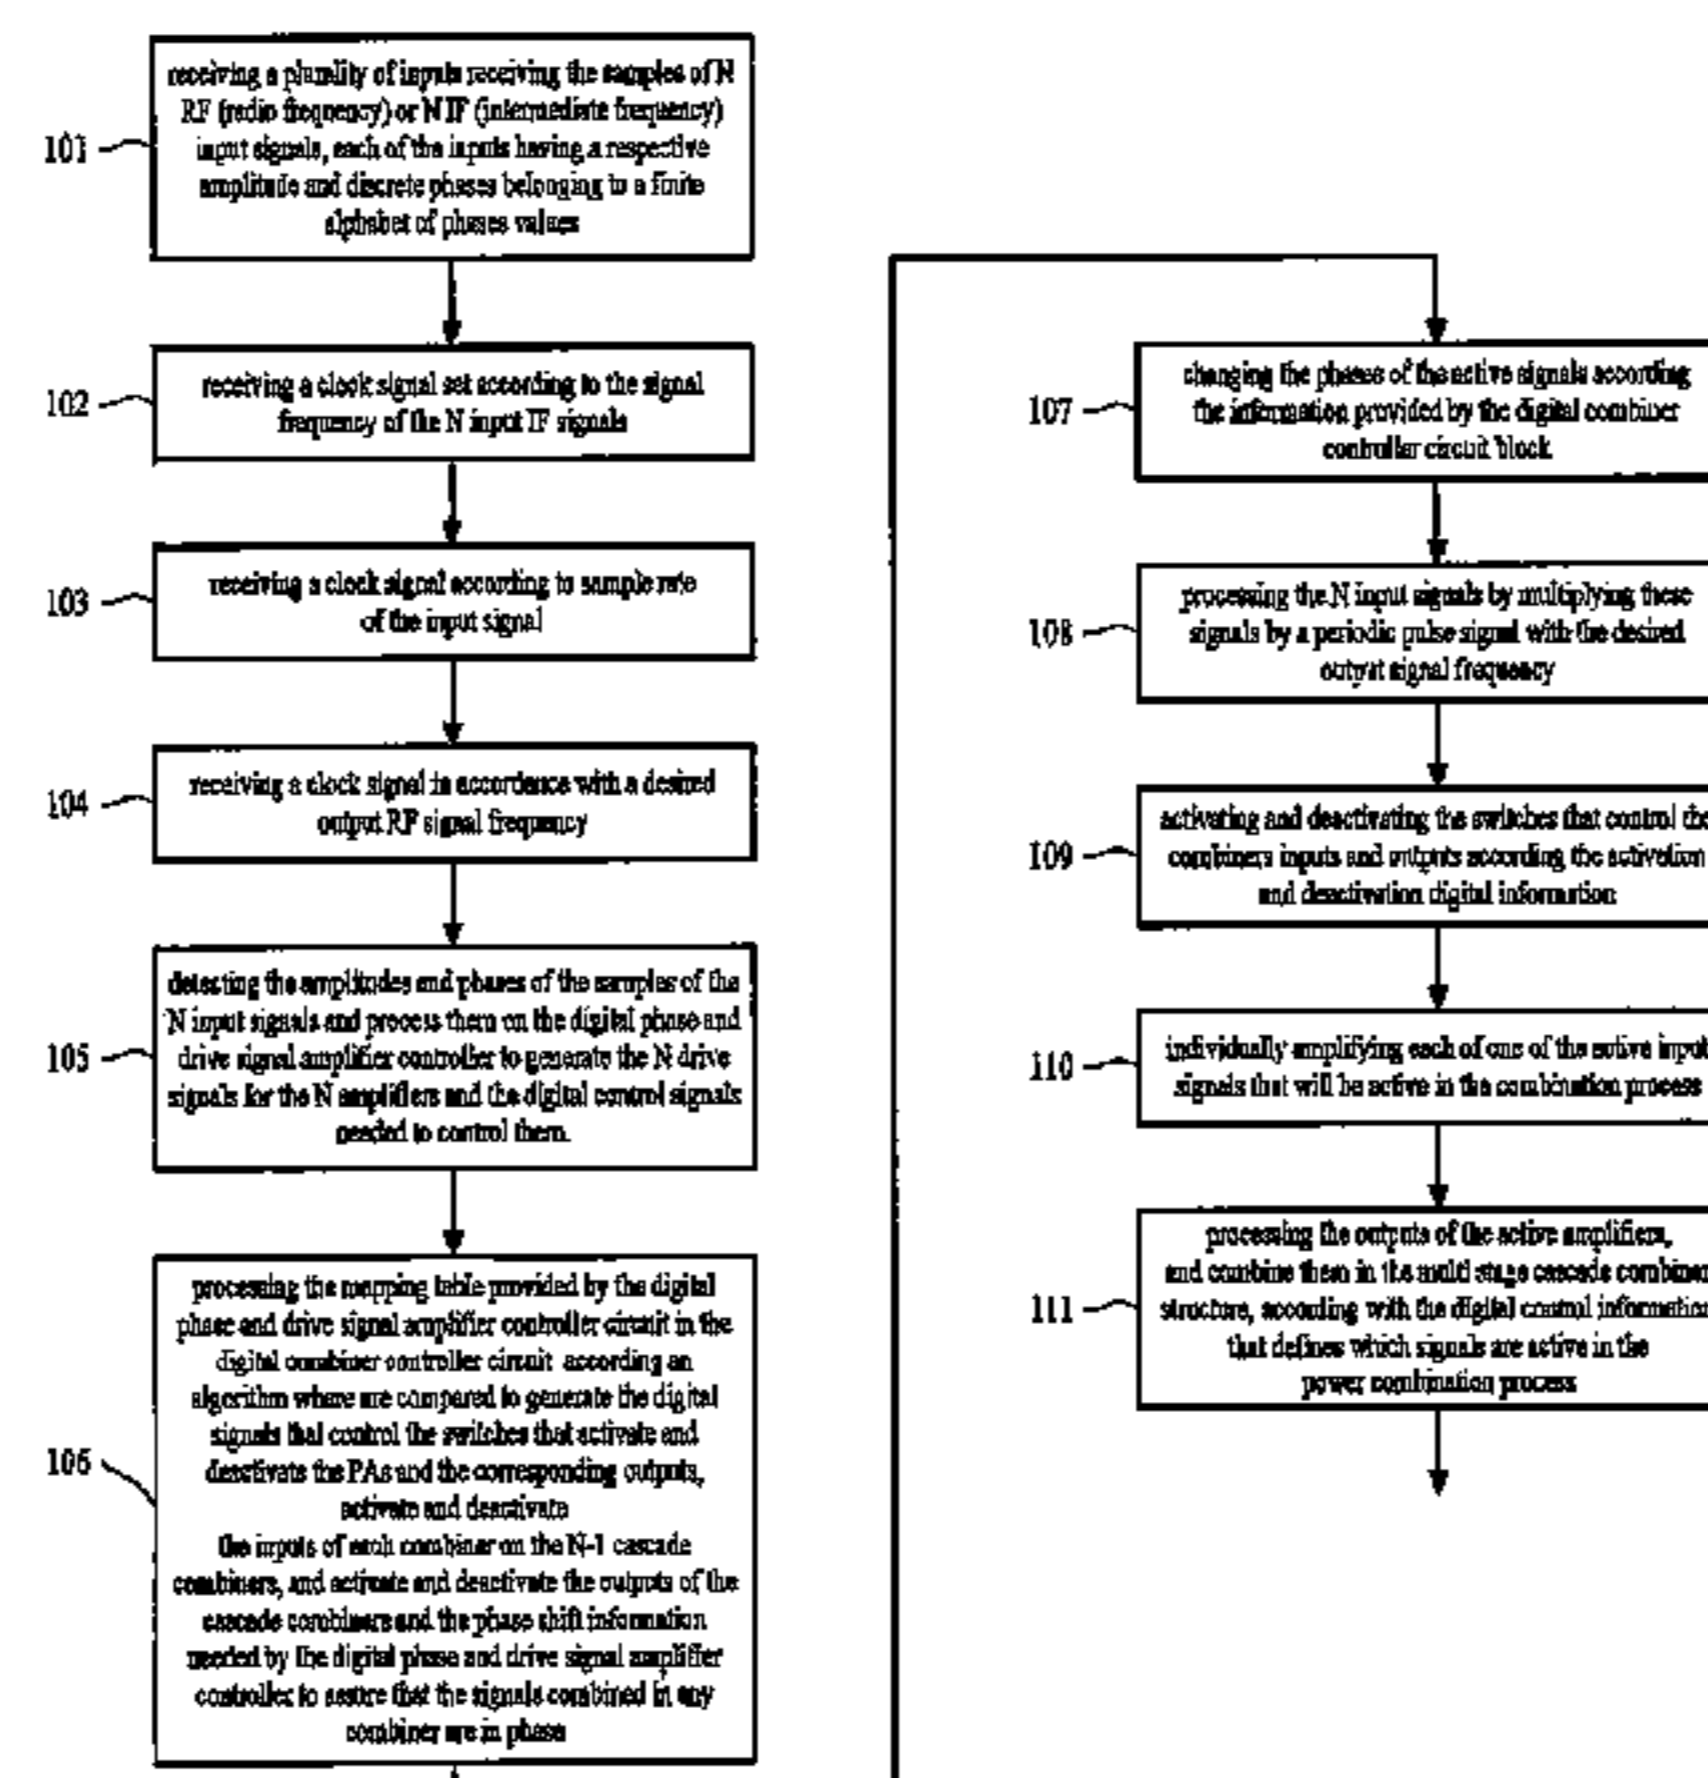 receiving a plurality of inputs receiving the samples of N
RF (radio frequency) or N IF (intermediate frequency)
input signals, each of the inputs having a respective
amplitude and discrete phases belonging to a finite
alphabet of phases values
101
receiving a clock signal set according to the signal
frequency of the N input IF signals
102
receiving a clock signal according to sample rate
of the input signal
103
receiving a clock signal in accordance with a desired
output RF signal frequency
104
detecting the amplitudes and phases of the samples of the
N input signals and process them on the digital phase and
drive signal amplifier controller to generate the N drive
signals for the N amplifiers and the digital control signals
needed to control them.
105
processing the mapping table provided by the digital
phase and drive signal amplifier controller circuit in the
digital combiner controller circuit according an
algorithm where are compared to generate the digital
signals that control the switches that activate and
deactivate the PAs and the corresponding outputs,
activate and deactivate
the inputs of each combiner on the N-1 cascade
combiners, and activate and deactivate the outputs of the
cascade combiners and the phase shift information
needed by the digital phase and drive signal amplifier
controller to assure that the signals combined in any
combiner are in phase
106
changing the phases of the active signals according
the information provided by the digital combiner
controller circuit block
107
processing the N input signals by multiplying these
signals by a periodic pulse signal with the desired
output signal frequency
108
activating and deactivating the switches that control the
combiners inputs and outputs according the activation
and deactivation digital information
109
individually amplifying each of one of the active input
signals that will be active in the combination process
110
processing the outputs of the active amplifiers,
and combine them in the multi stage cascade combiner
structure, according with the digital control information
that defines which signals are active in the
power combination process
111